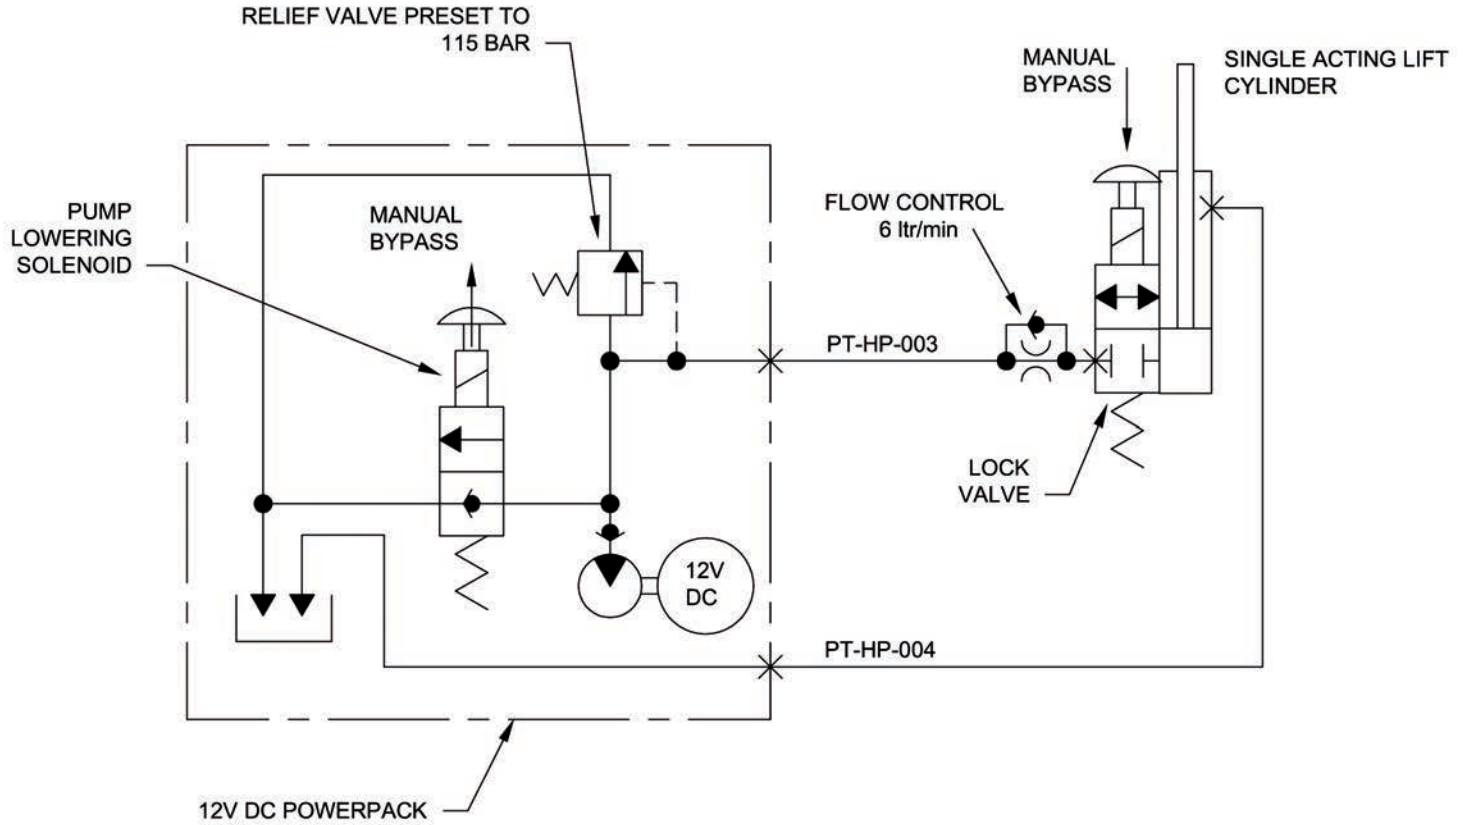 RELIEF VALVE PRESET TO
115 BAR
MANUAL
BYPASS
SINGLE ACTING LIFT
CYLINDER
PUMP
LOWERING
SOLENOID
MANUAL
BYPASS
FLOW CONTROL
6 ltr/min
PT-HP-003
LOCK
VALVE
12V
DC
PT-HP-004
12V DC POWERPACK